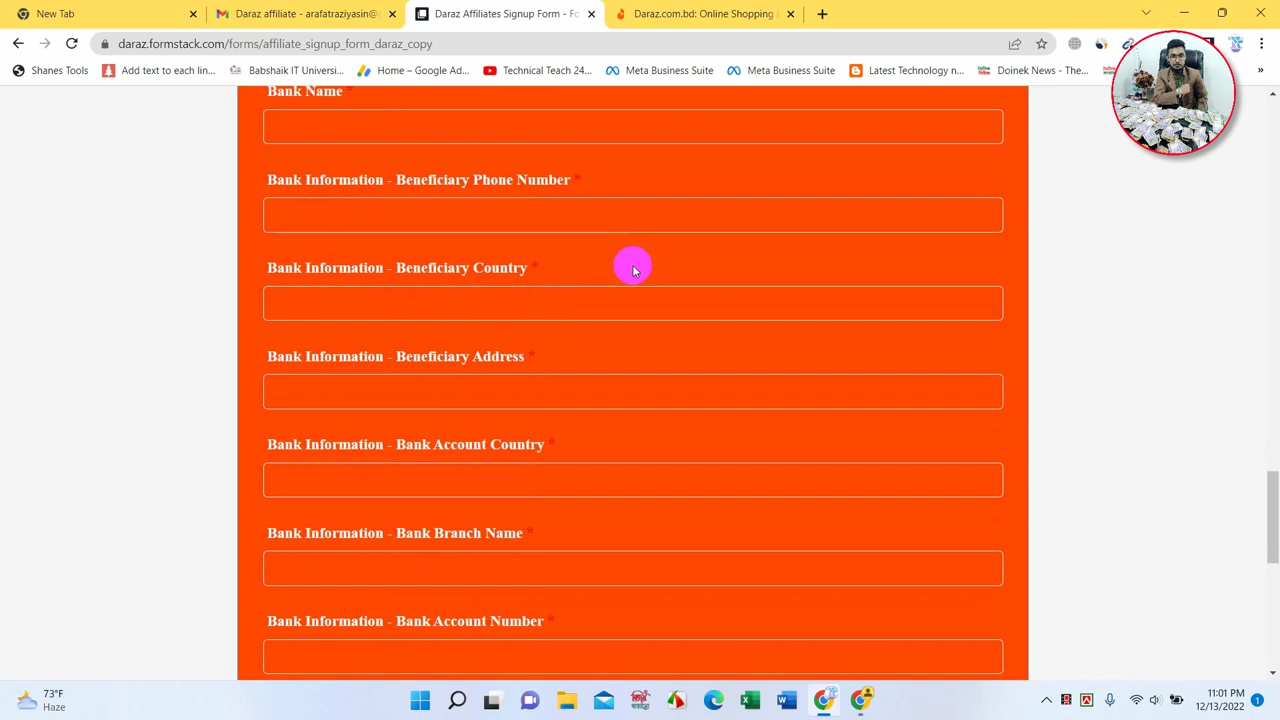 New Tab
Daraz affiliate - arafatraziyasin@
Daraz Affiliates Signup Form - Fo
Daraz.com.bd: Online Shopping
daraz.formstack.com/forms/affiliate_signup_form_daraz_copy
Shanes Tools
Add text to each lin...
Babshaik IT Universi...
Home – Google Ad...
Technical Teach 24...
Meta Business Suite
Meta Business Suite
Latest Technology n...
Doinek News - The...
»
Bank Name *
Bank Information - Beneficiary Phone Number *
Bank Information - Beneficiary Country *
Bank Information - Beneficiary Address *
Bank Information - Bank Account Country *
Bank Information - Bank Branch Name *
Bank Information - Bank Account Number *
73°F
Haze
11:01 PM
12/13/2022
1